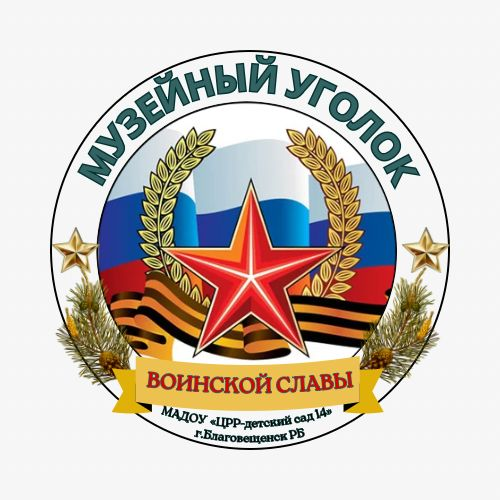 МУЗЕЙНЫЙ УГОЛОК
ВОИНСКОЙ СЛАВЫ
МАДОУ «ЦРР-детский сад 14»
.г.Благовещенск РБ